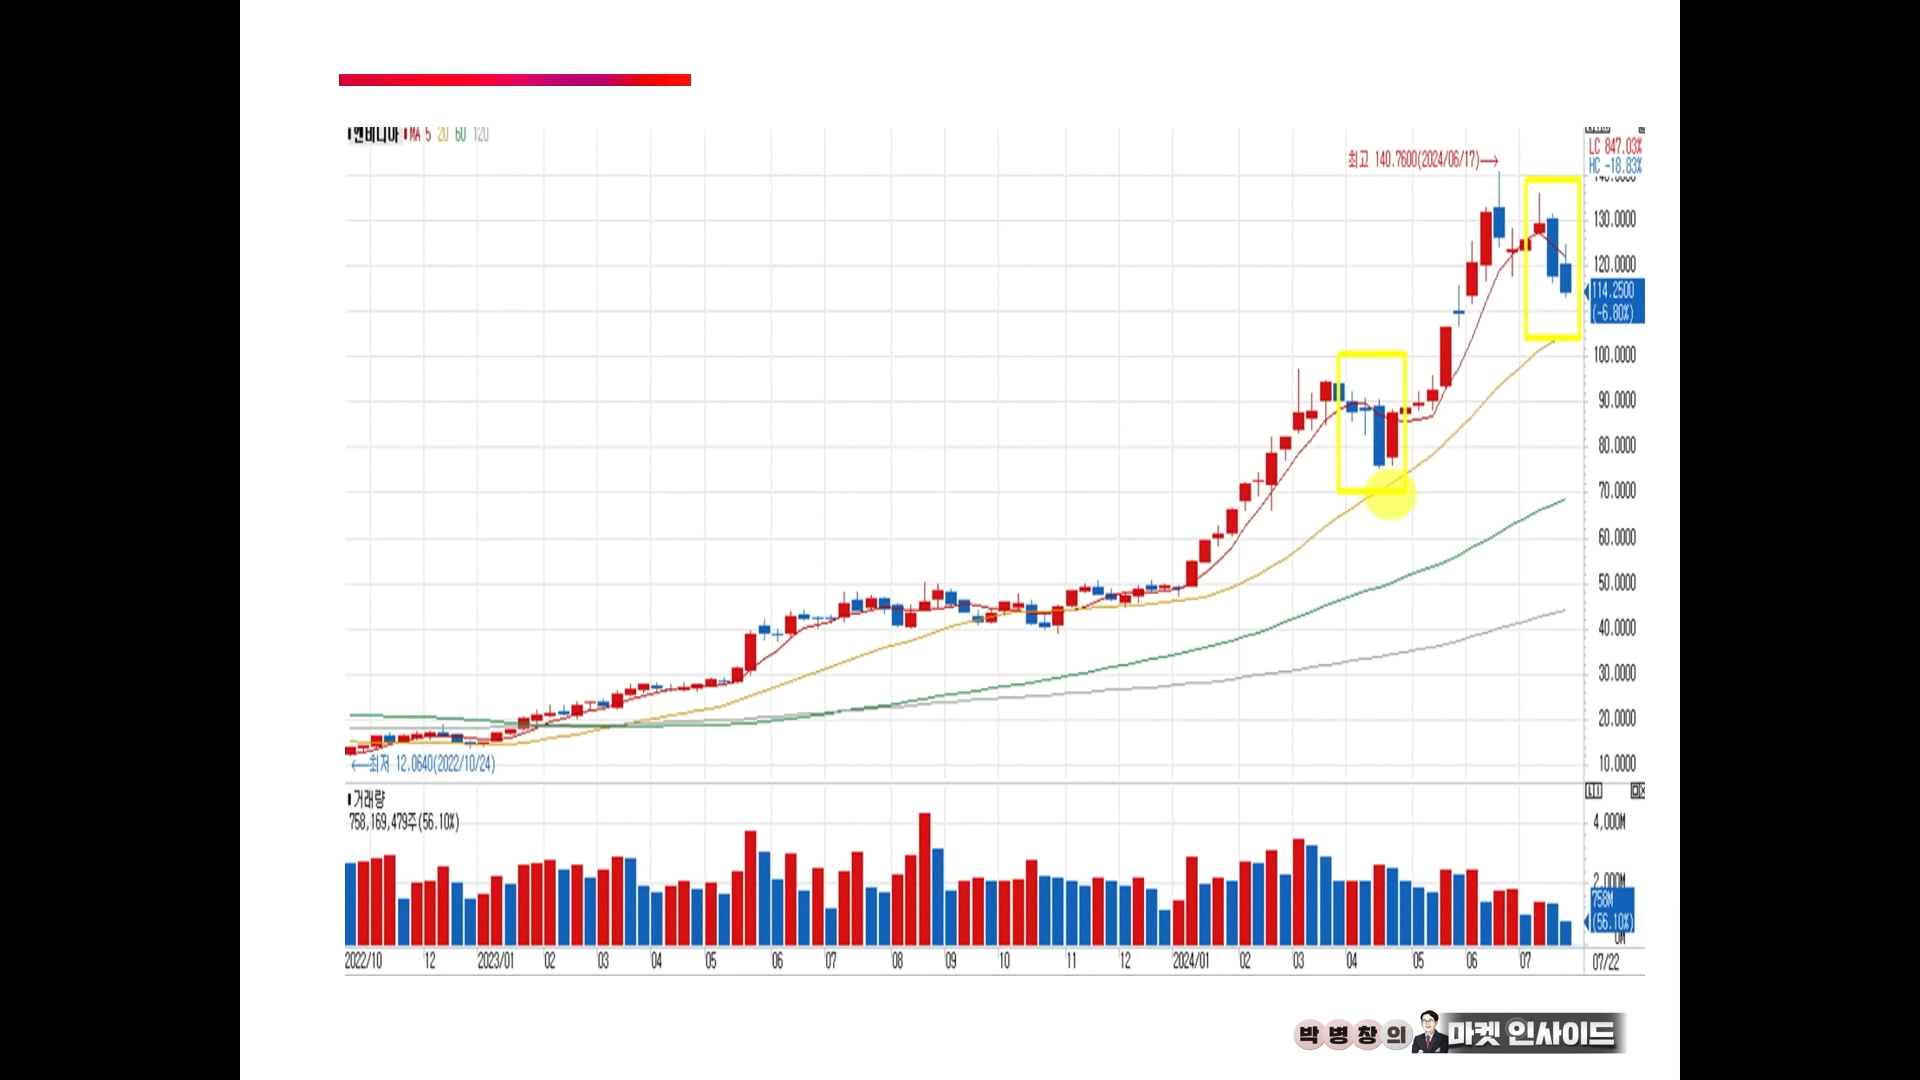 엔비디아 MA 5 20 60 120
최고 140.7600(2024/06/17)→
LC 847.03%
HC -18.83%
140.0000
130.0000
120.0000
114.2500
(-6.80%)
100.0000
90.0000
80.0000
70.0000
60.0000
50.0000
40.0000
30.0000
20.0000
10.0000
←최저 12.0640(2022/10/24)
거래량
758,169,479주(56.10%)
4,000M
2,000M
758M
(56.10%)
0M
2022/10 12 2023/01 02 03 04 05 06 07 08 09 10 11 12 2024/01 02 03 04 05 06 07 07/22
박병창의 마켓 인사이드